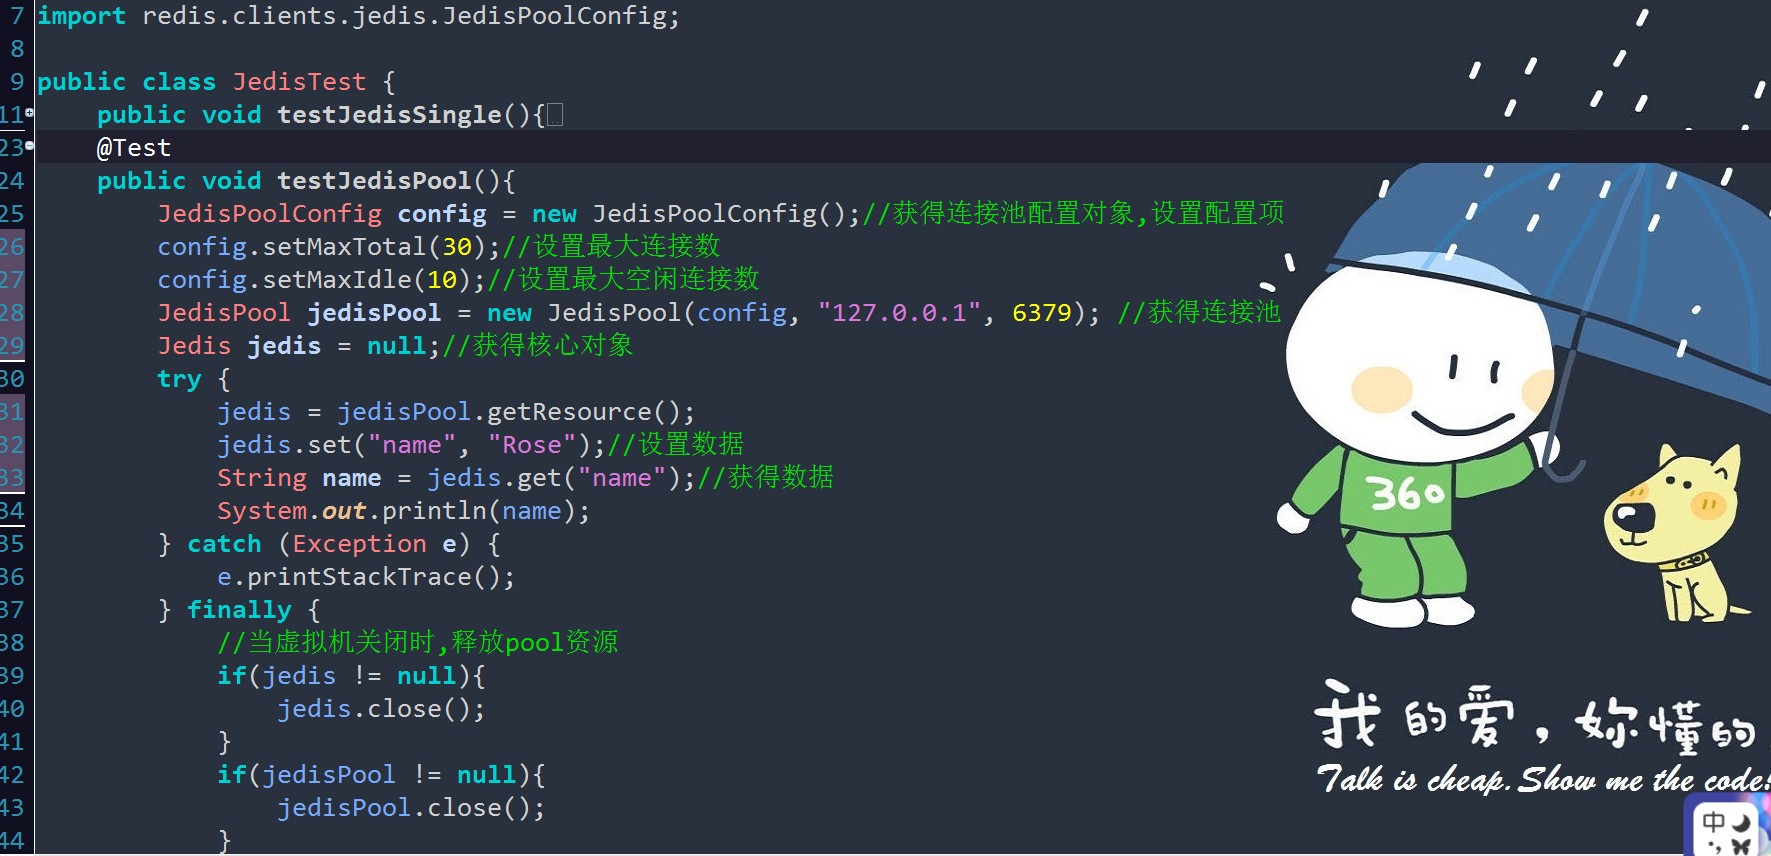 7 import redis.clients.jedis.JedisPoolConfig;
8
9 public class JedisTest {
11 public void testJedisSingle(){
23 @Test
24 public void testJedisPool(){
25 JedisPoolConfig config = new JedisPoolConfig();//获得连接池配置对象,设置配置项
26 config.setMaxTotal(30);//设置最大连接数
27 config.setMaxIdle(10);//设置最大空闲连接数
28 JedisPool jedisPool = new JedisPool(config, "127.0.0.1", 6379); //获得连接池
29 Jedis jedis = null;//获得核心对象
30 try {
31 jedis = jedisPool.getResource();
32 jedis.set("name", "Rose");//设置数据
33 String name = jedis.get("name");//获得数据
34 System.out.println(name);
35 } catch (Exception e) {
36 e.printStackTrace();
37 } finally {
38 //当虚拟机关闭时,释放pool资源
39 if(jedis != null){
40 jedis.close();
41 }
42 if(jedisPool != null){
43 jedisPool.close();
44 }
360
我的爱，妳懂的
Talk is cheap. Show me the code!
中